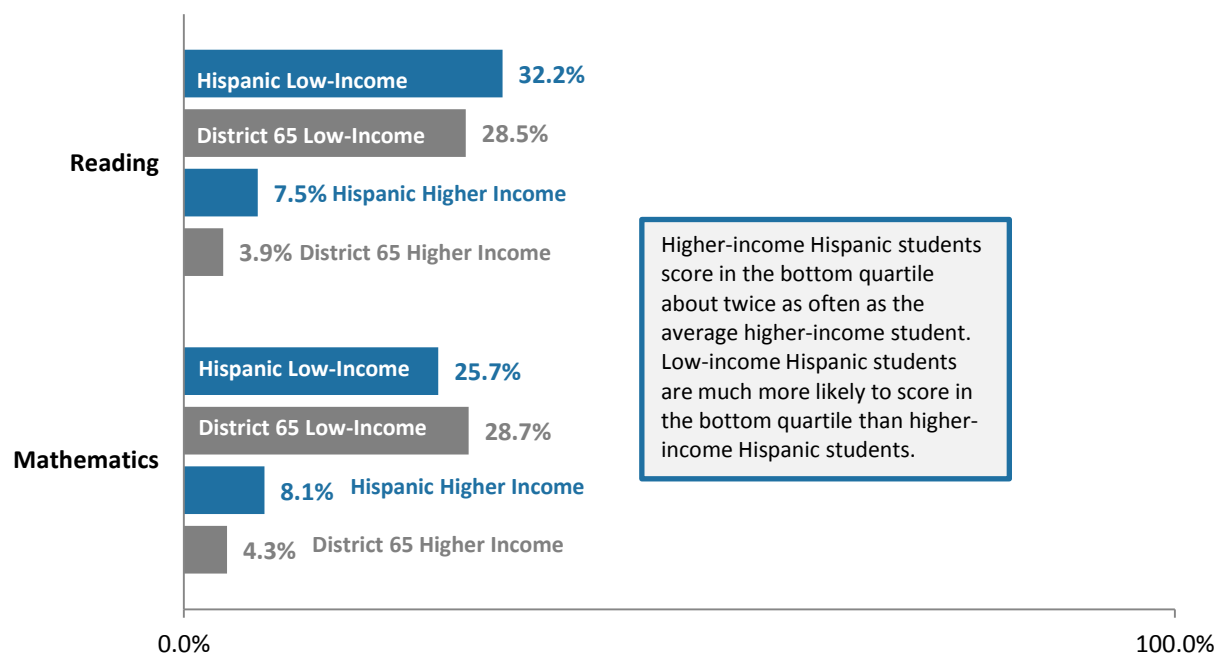 Hispanic Low-Income 32.2%
District 65 Low-Income 28.5%
Reading
7.5% Hispanic Higher Income
3.9% District 65 Higher Income
Higher-income Hispanic students
score in the bottom quartile
about twice as often as the
average higher-income student.
Low-income Hispanic students
are much more likely to score in
the bottom quartile than higher-
income Hispanic students.
Hispanic Low-Income 25.7%
District 65 Low-Income 28.7%
Mathematics
8.1% Hispanic Higher Income
4.3% District 65 Higher Income
0.0% 100.0%